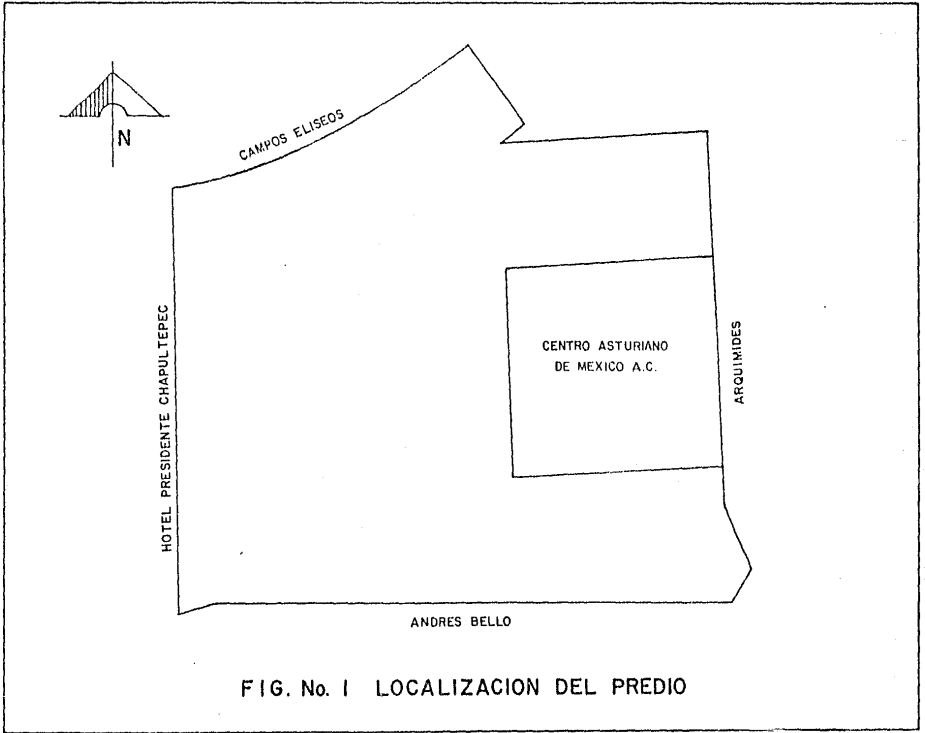 N
CAMPOS ELISEOS
HOTEL PRESIDENTE CHAPULTEPEC
CENTRO ASTURIANO
DE MEXICO A.C.
ARQUIMIDES
ANDRES BELLO
FIG. No. 1 LOCALIZACION DEL PREDIO